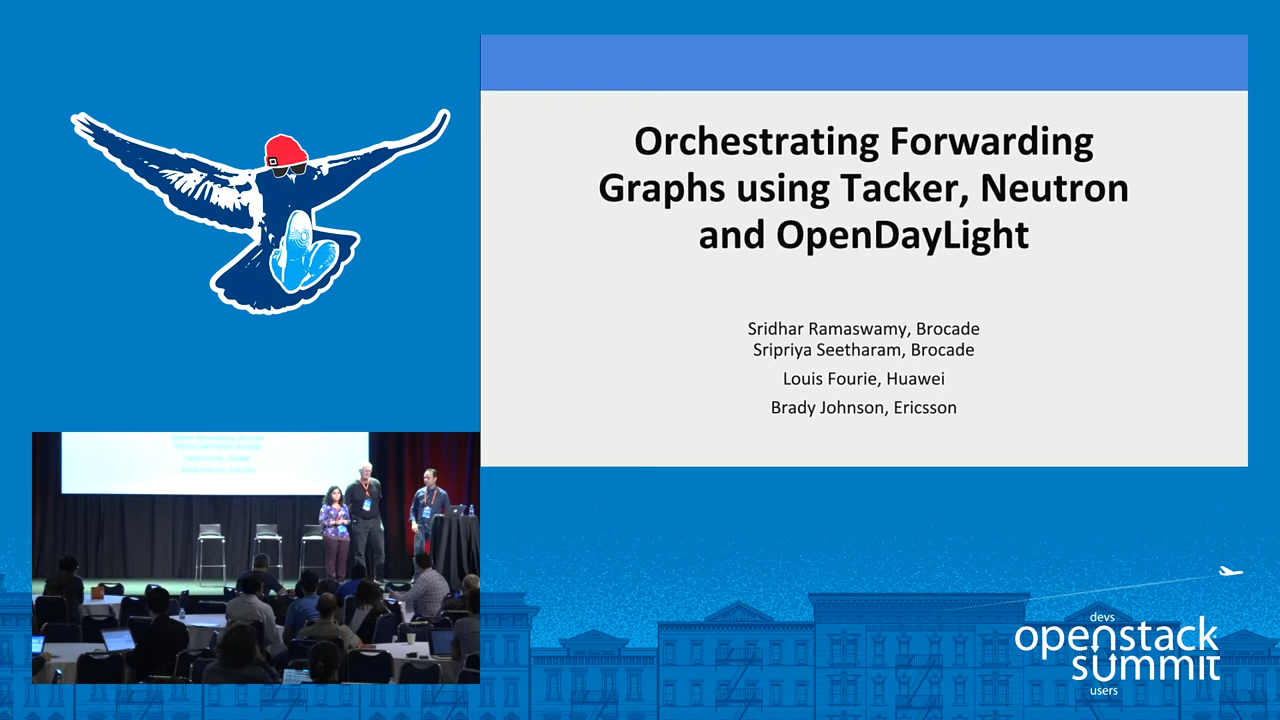 Orchestrating Forwarding
Graphs using Tacker, Neutron
and OpenDayLight
Sridhar Ramaswamy, Brocade
Sripriya Seetharam, Brocade
Louis Fourie, Huawei
Brady Johnson, Ericsson
devs
openstack
summit
users